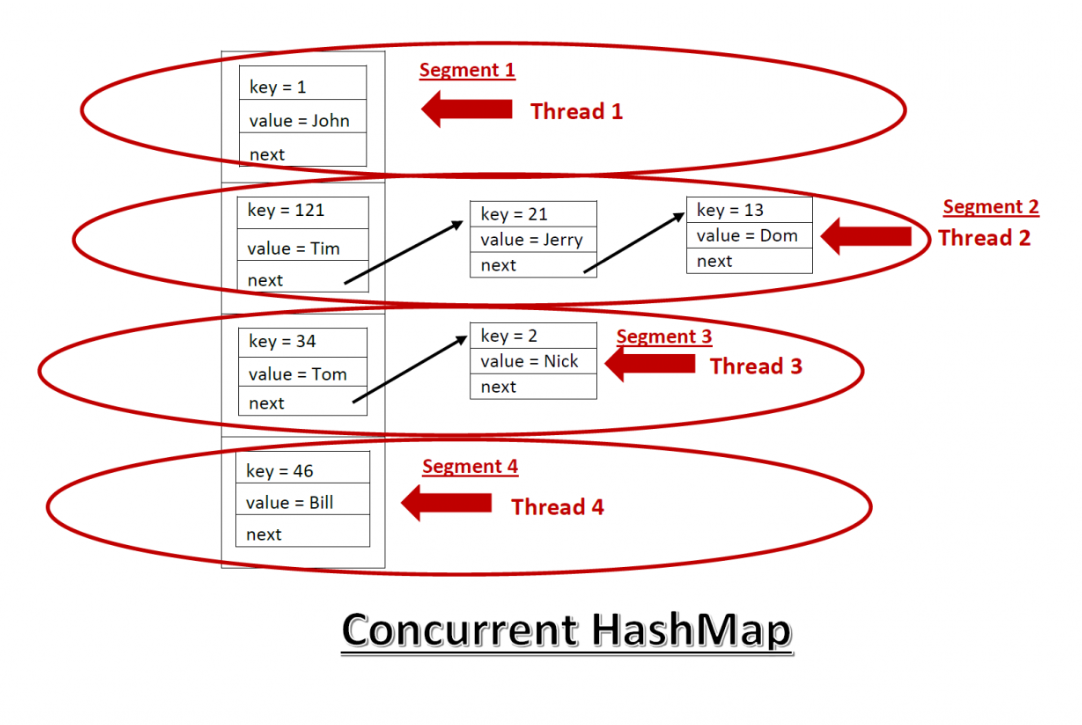 Segment 1
key = 1
Thread 1
value = John
next
key = 121
key = 21
key = 13
Segment 2
value = Tim
value = Jerry
value = Dom
Thread 2
next
next
next
key = 34
key = 2
Segment 3
value = Tom
value = Nick
Thread 3
next
next
key = 46
Segment 4
value = Bill
Thread 4
next
Concurrent HashMap